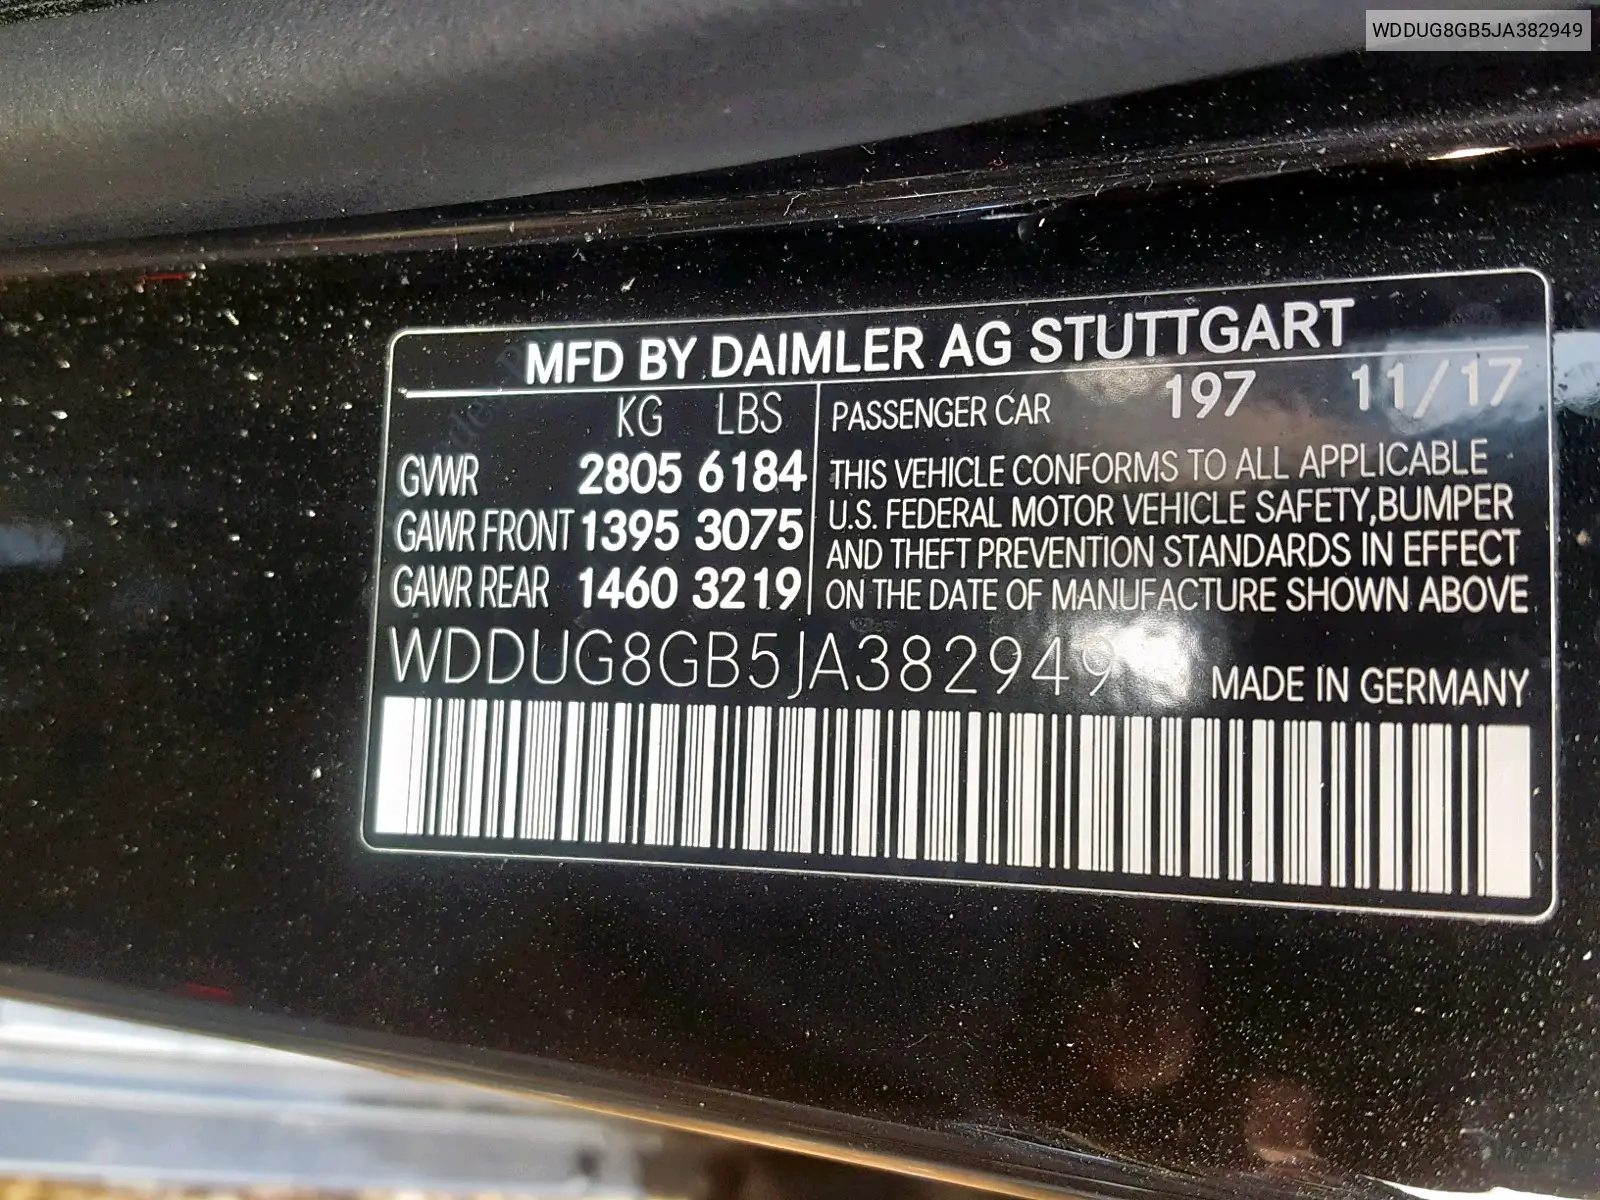 WDDUG8GB5JA382949
MFD BY DAIMLER AG STUTTGART
KG LBS
GVWR 2805 6184
GAWR FRONT 1395 3075
GAWR REAR 1460 3219
PASSENGER CAR 197 11/17
THIS VEHICLE CONFORMS TO ALL APPLICABLE
U.S. FEDERAL MOTOR VEHICLE SAFETY,BUMPER
AND THEFT PREVENTION STANDARDS IN EFFECT
ON THE DATE OF MANUFACTURE SHOWN ABOVE
WDDUG8GB5JA382949
MADE IN GERMANY